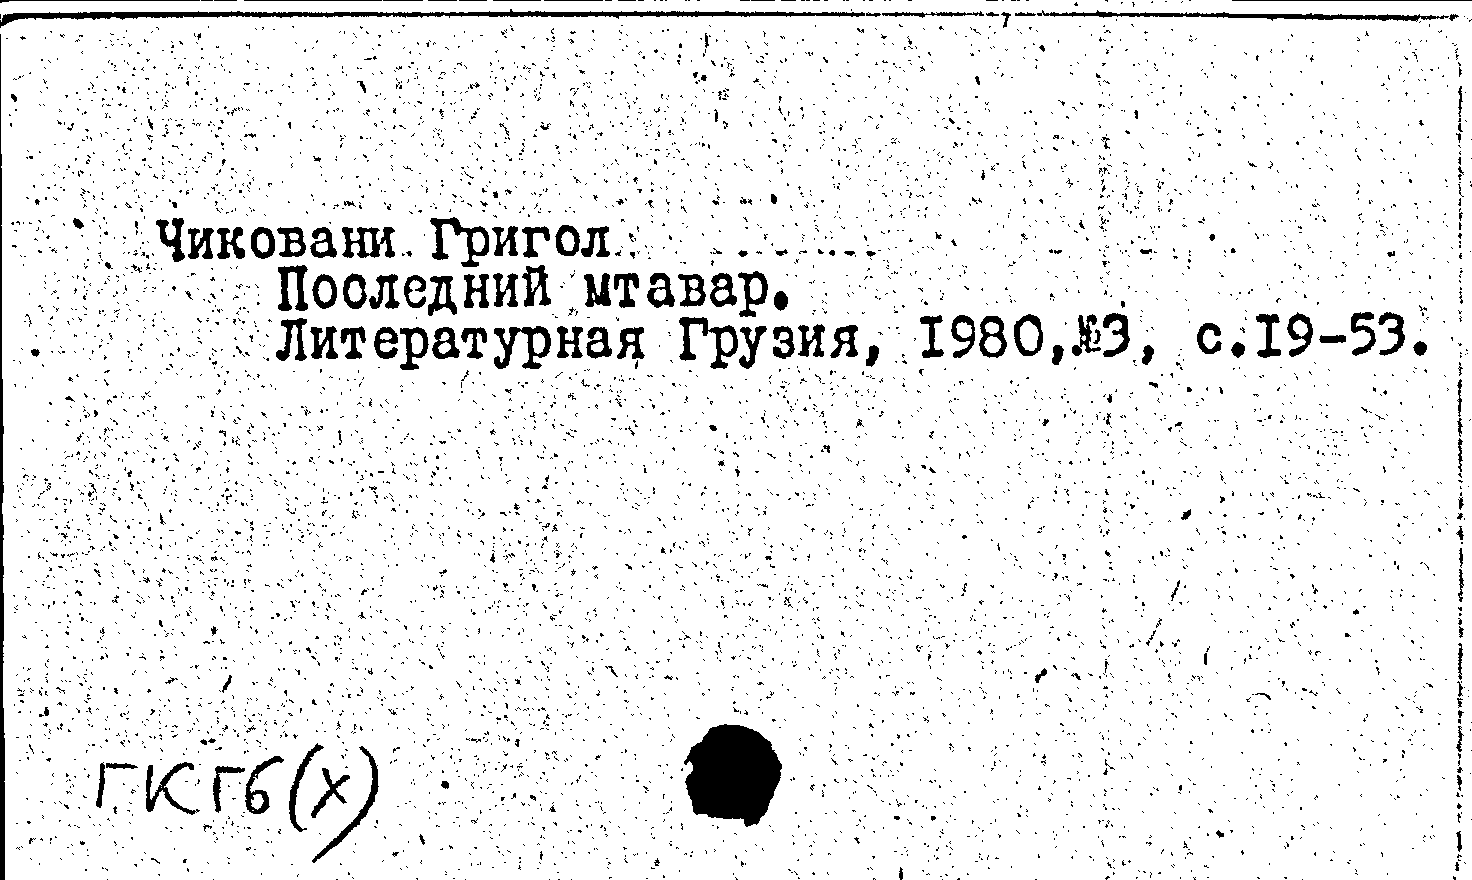 Чиковани Григол
Последний мтавар.
Литературная Грузия, 1980,№3, с.19-53.
ГКГб(х)